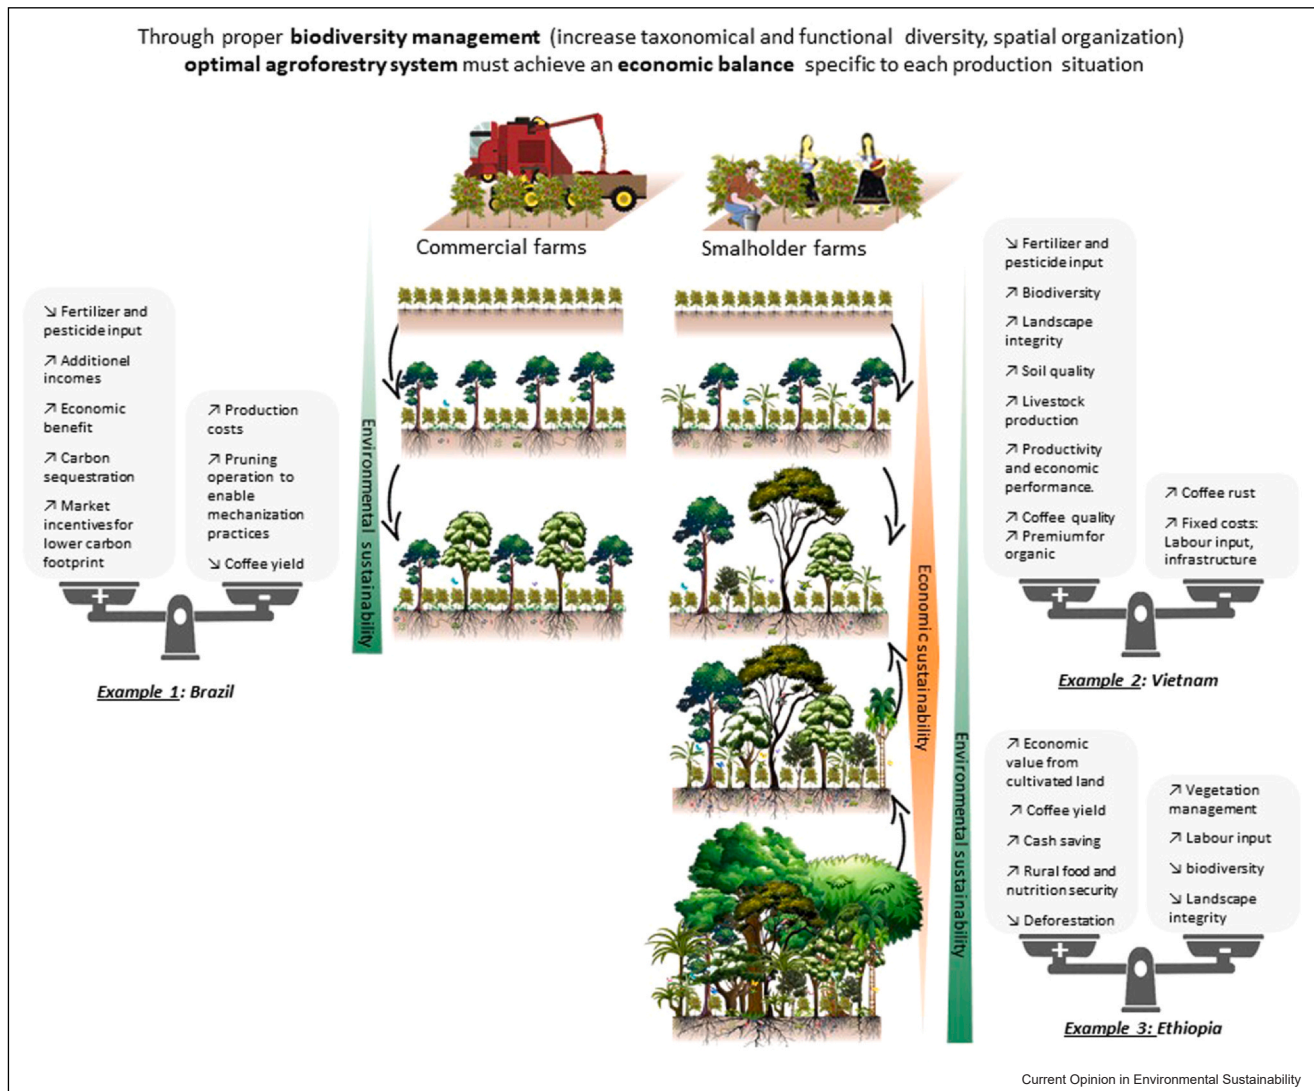 Through proper biodiversity management (increase taxonomical and functional diversity, spatial organization)
optimal agroforestry system must achieve an economic balance specific to each production situation
Commercial farms
Smalholder farms
↘ Fertilizer and
pesticide input
↗ Additionel
incomes
↗ Economic
benefit
↗ Carbon
sequestration
↗ Market
incentives for
lower carbon
footprint
↗ Production
costs
↗ Pruning
operation to
enable
mechanization
practices
↘ Coffee yield
+
-
Example 1: Brazil
Environmental sustainability
Economic sustainability
Environmental sustainability
↘ Fertilizer and
pesticide input
↗ Biodiversity
↗ Landscape
integrity
↗ Soil quality
↗ Livestock
production
↗ Productivity
and economic
performance.
↗ Coffee quality
↗ Premium for
organic
↗ Coffee rust
↗ Fixed costs:
Labour input,
infrastructure
+
-
Example 2: Vietnam
↗ Economic
value from
cultivated land
↗ Coffee yield
↗ Cash saving
↗ Rural food and
nutrition security
↘ Deforestation
↗ Vegetation
management
↗ Labour input
↘ biodiversity
↘ Landscape
integrity
+
-
Example 3: Ethiopia
Current Opinion in Environmental Sustainability